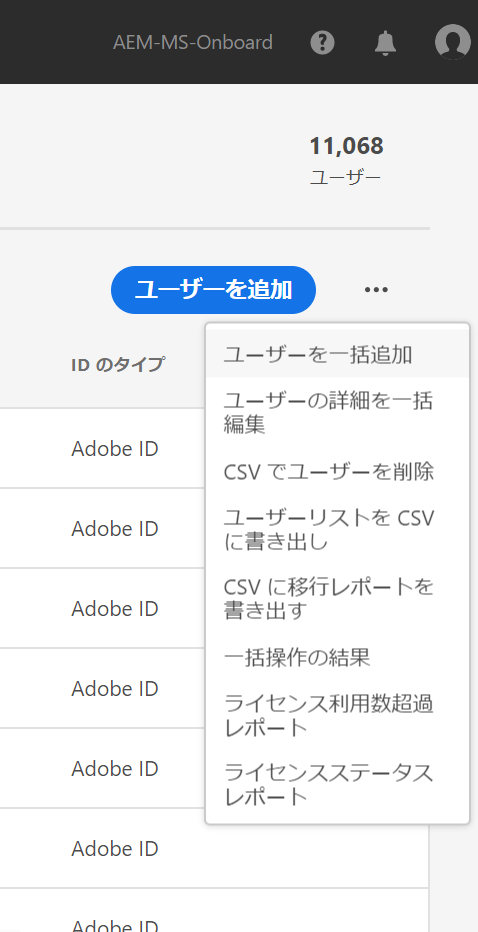 AEM-MS-Onboard
11,068
ユーザー
ユーザーを追加
ID のタイプ
ユーザーを一括追加
ユーザーの詳細を一括
編集
CSV でユーザーを削除
ユーザーリストを CSV
に書き出し
CSV に移行レポートを
書き出す
一括操作の結果
ライセンス利用数超過
レポート
ライセンスステータス
レポート
Adobe ID
Adobe ID
Adobe ID
Adobe ID
Adobe ID
Adobe ID
Adobe ID